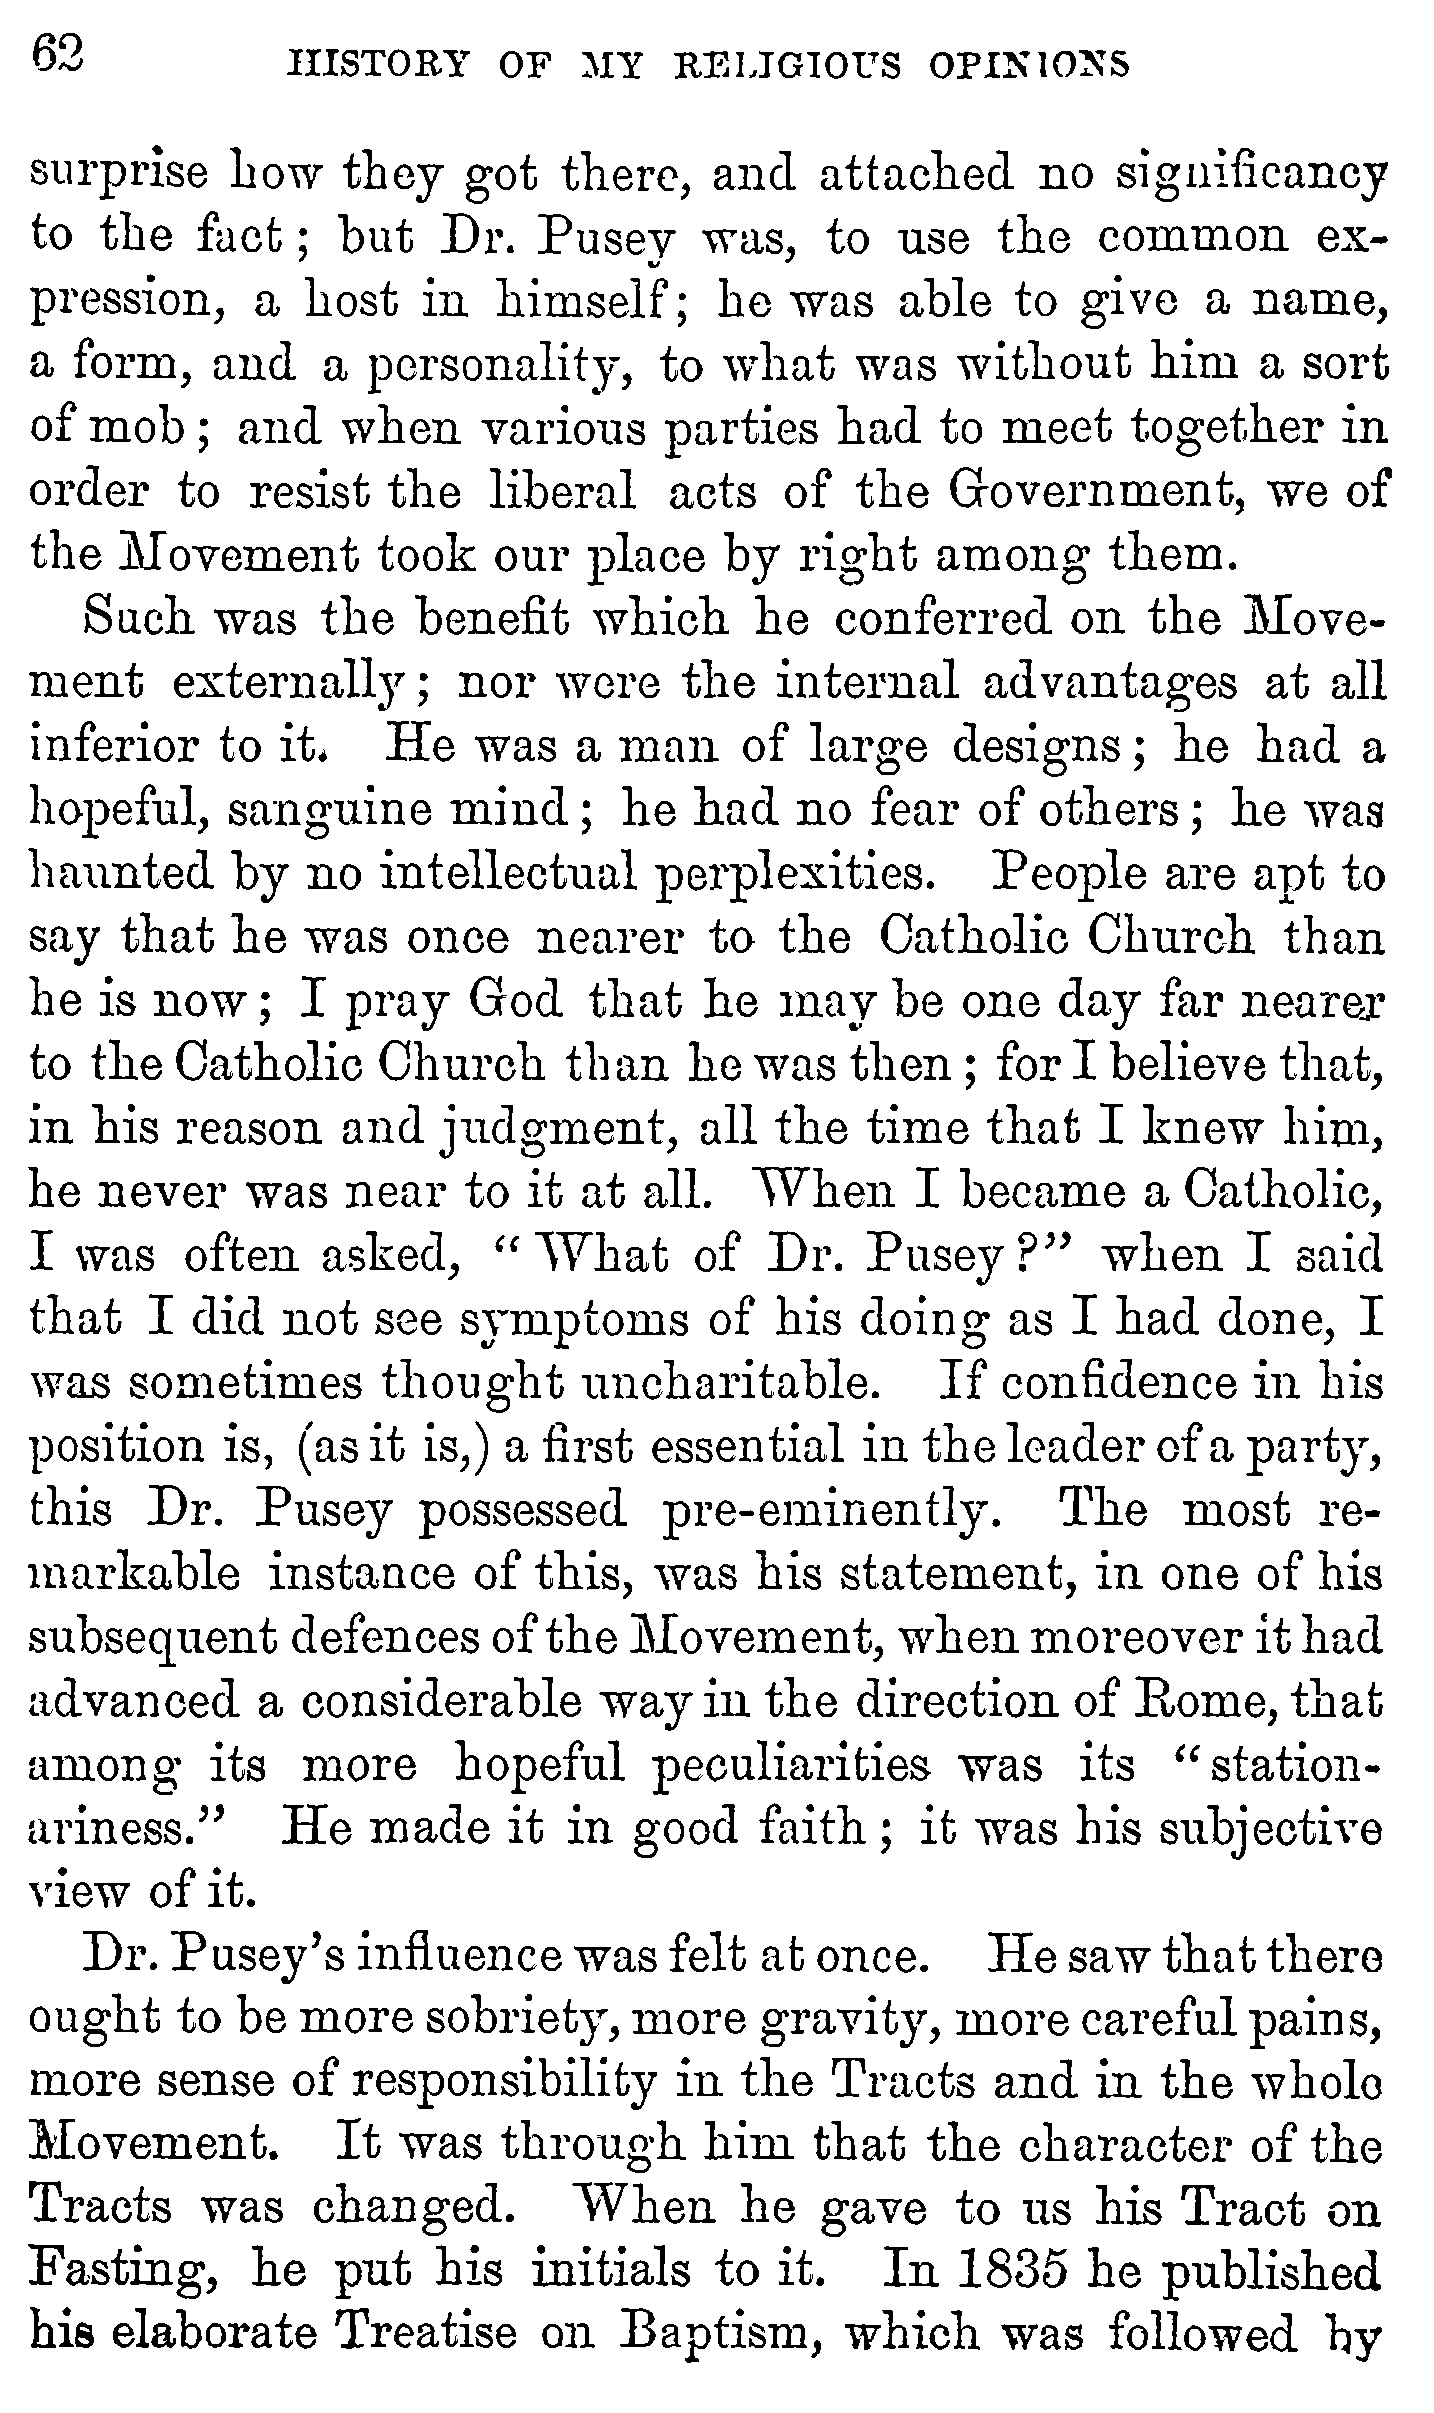 62 HISTORY OF MY RELIGIOUS OPINIONS
surprise how they got there, and attached no significancy
to the fact; but Dr. Pusey was, to use the common ex-
pression, a host in himself; he was able to give a name,
a form, and a personality, to what was without him a sort
of mob; and when various parties had to meet together in
order to resist the liberal acts of the Government, we of
the Movement took our place by right among them.
Such was the benefit which he conferred on the Move-
ment externally; nor were the internal advantages at all
inferior to it. He was a man of large designs; he had a
hopeful, sanguine mind; he had no fear of others; he was
haunted by no intellectual perplexities. People are apt to
say that he was once nearer to the Catholic Church than
he is now; I pray God that he may be one day far nearer
to the Catholic Church than he was then; for I believe that,
in his reason and judgment, all the time that I knew him,
he never was near to it at all. When I became a Catholic,
I was often asked, “What of Dr. Pusey?” when I said
that I did not see symptoms of his doing as I had done, I
was sometimes thought uncharitable. If confidence in his
position is, (as it is,) a first essential in the leader of a party,
this Dr. Pusey possessed pre-eminently. The most re-
markable instance of this, was his statement, in one of his
subsequent defences of the Movement, when moreover it had
advanced a considerable way in the direction of Rome, that
among its more hopeful peculiarities was its “station-
ariness.” He made it in good faith; it was his subjective
view of it.
Dr. Pusey’s influence was felt at once. He saw that there
ought to be more sobriety, more gravity, more careful pains,
more sense of responsibility in the Tracts and in the whole
Movement. It was through him that the character of the
Tracts was changed. When he gave to us his Tract on
Fasting, he put his initials to it. In 1835 he published
his elaborate Treatise on Baptism, which was followed by